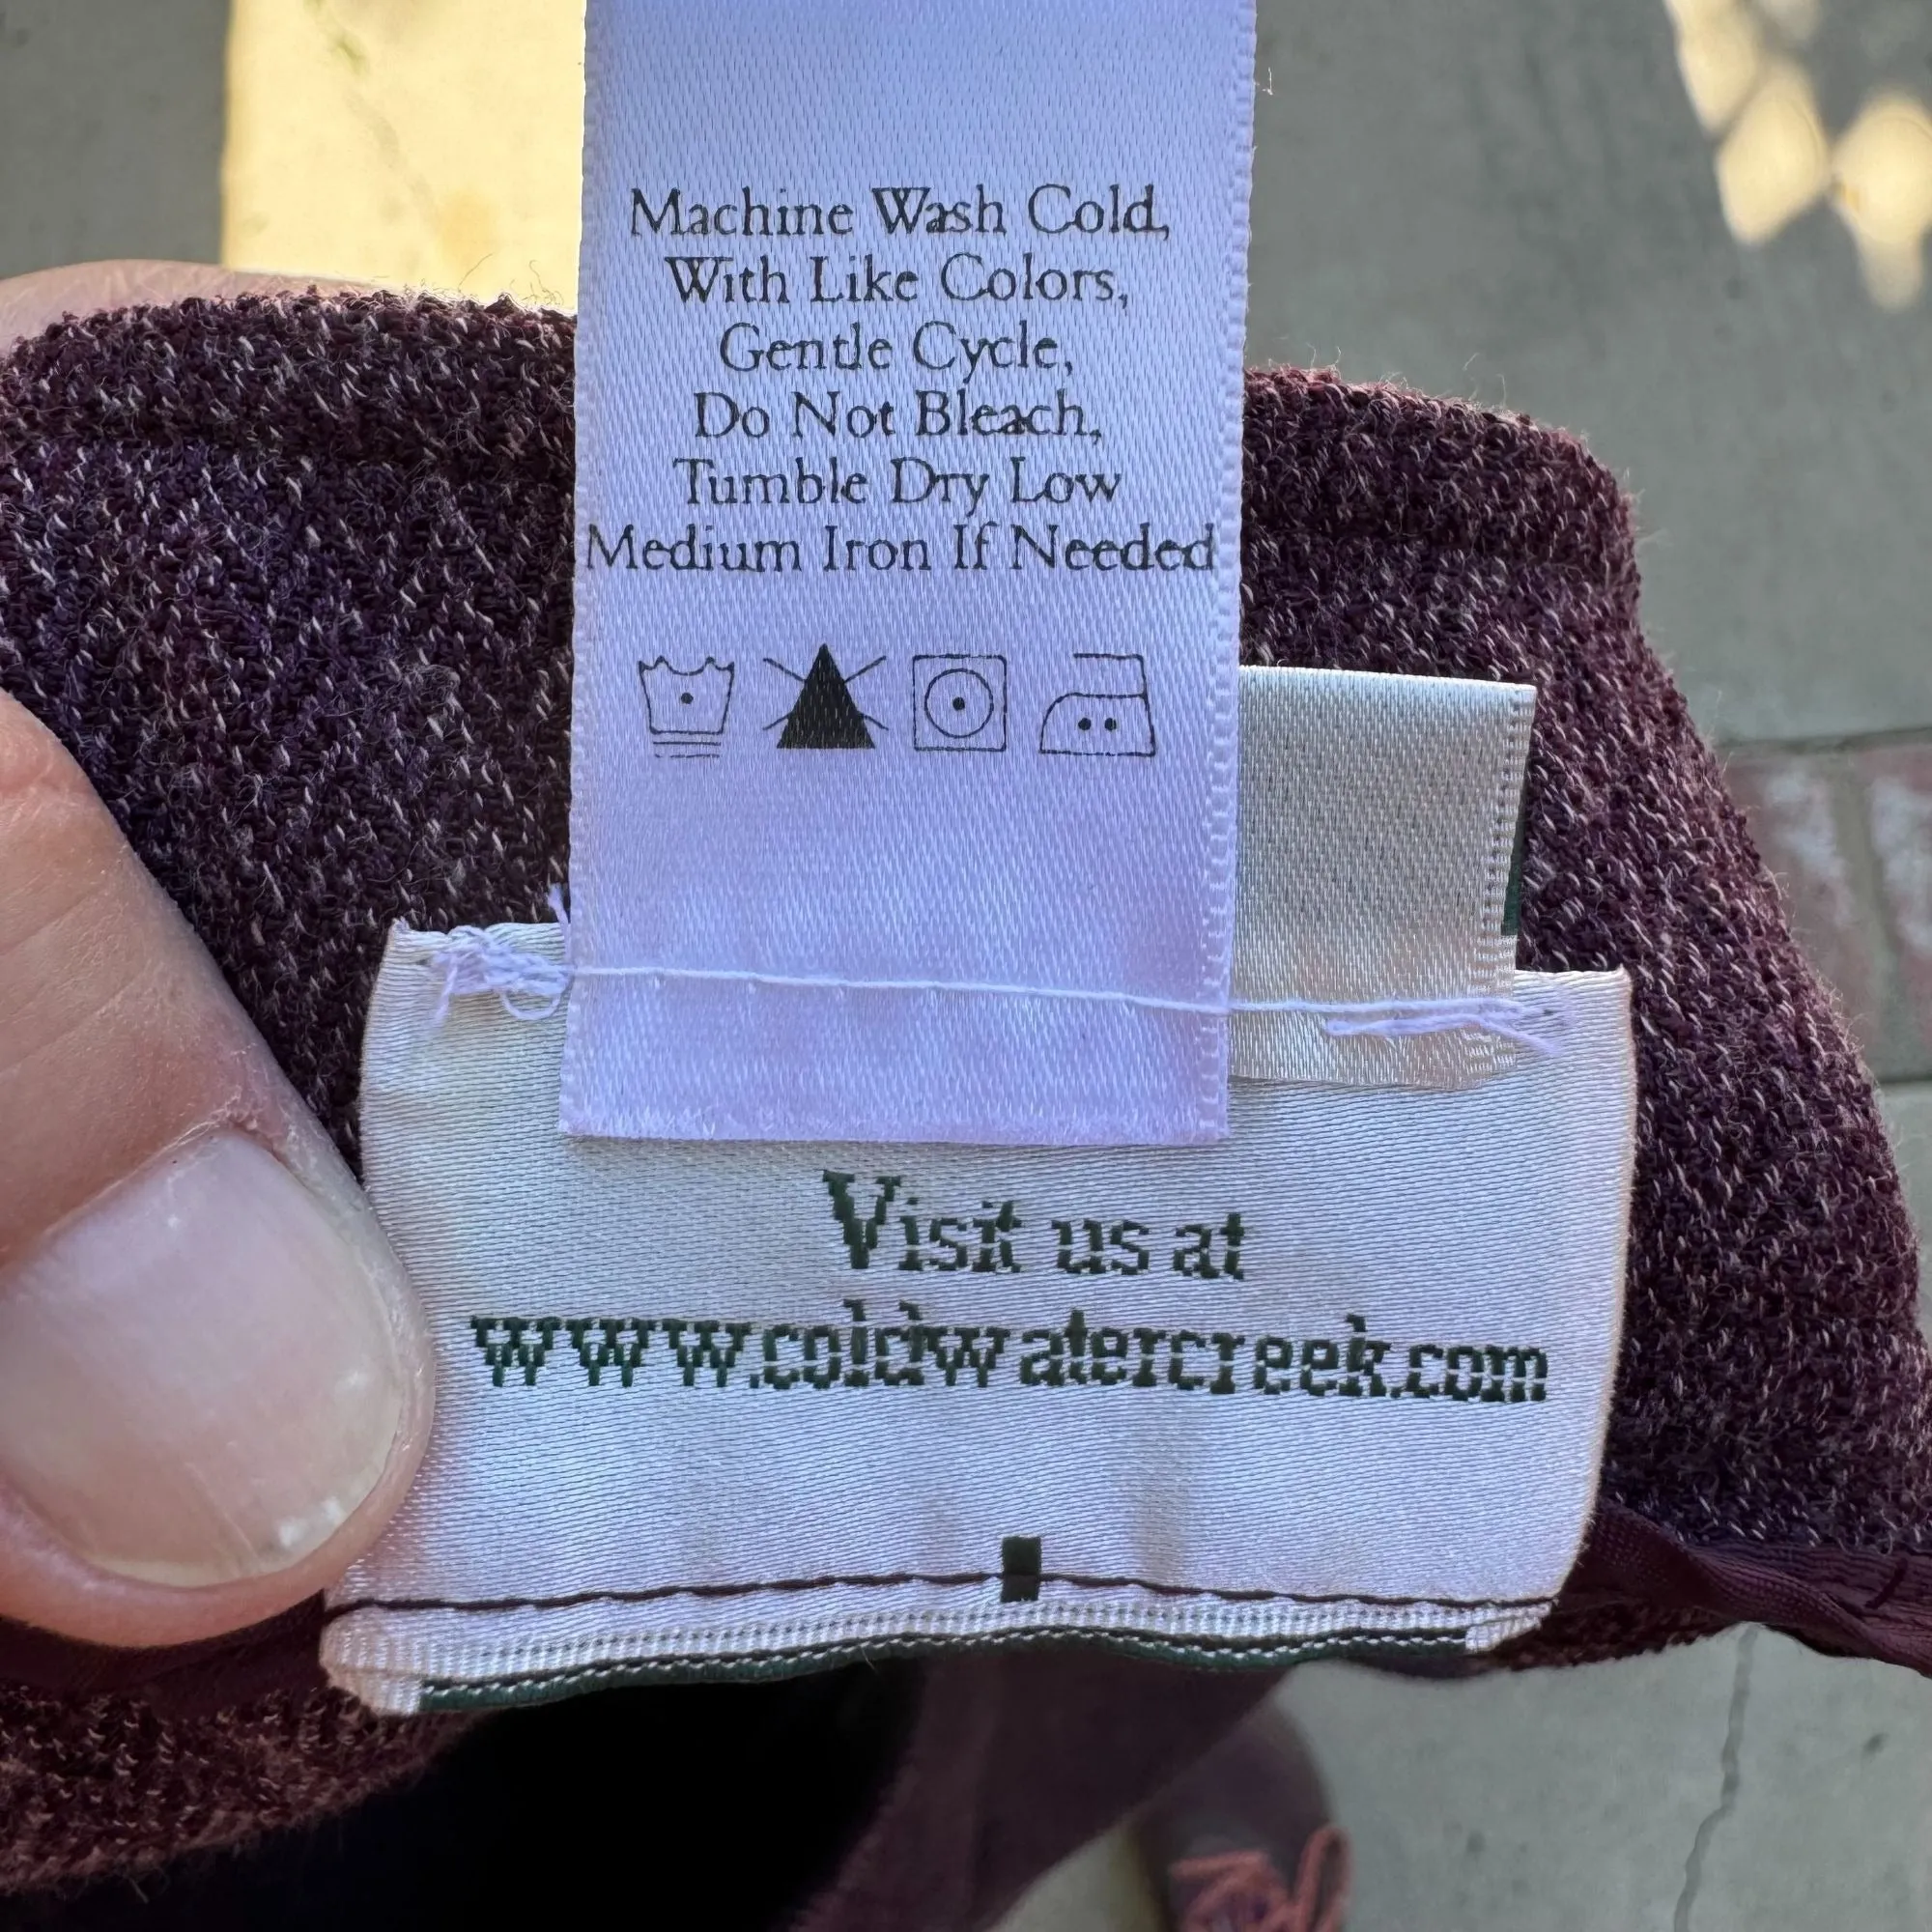 Machine Wash Cold,
With Like Colors,
Gentle Cycle,
Do Not Bleach,
Tumble Dry Low
Medium Iron If Needed
Visit us at
www.coldwatercreek.com